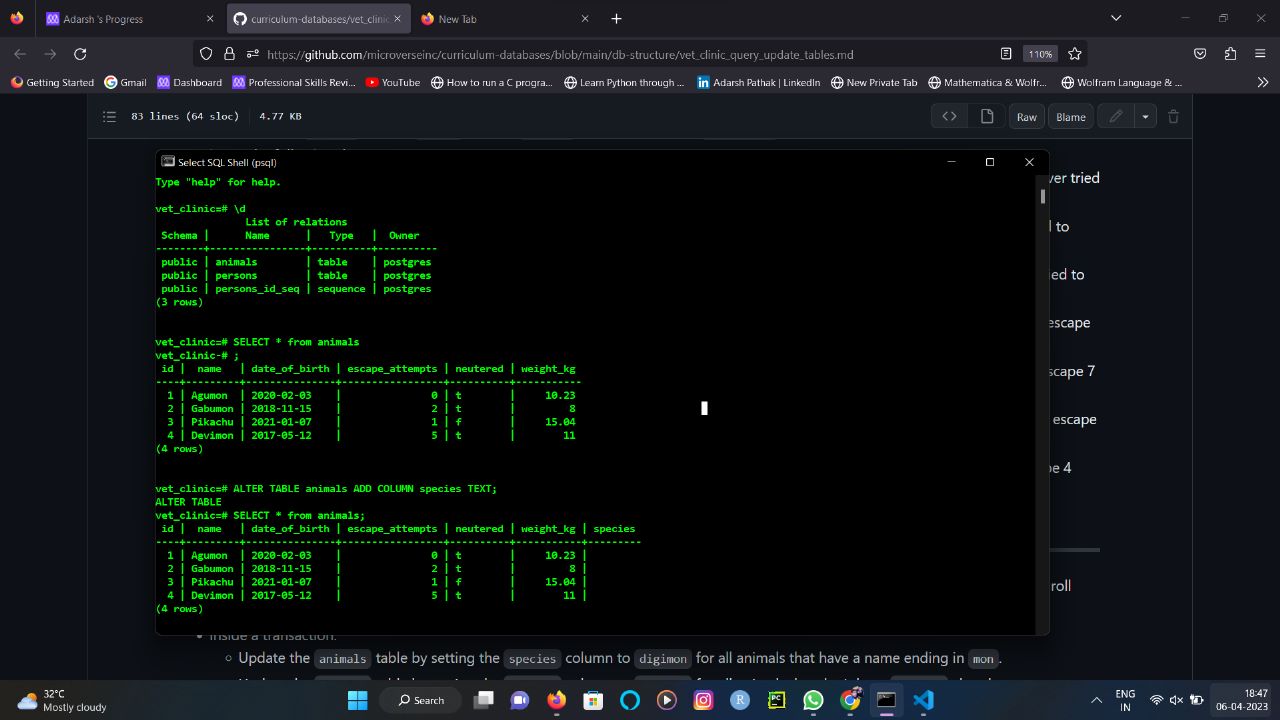 Adarsh 's Progress
curriculum-databases/vet_clinic
New Tab
https://github.com/microverseinc/curriculum-databases/blob/main/db-structure/vet_clinic_query_update_tables.md
110%
Getting Started Gmail Dashboard Professional Skills Revi... YouTube How to run a C progra... Learn Python through ... Adarsh Pathak | LinkedIn New Private Tab Mathematica & Wolfr... Wolfram Language & ...
83 lines (64 sloc) | 4.77 KB
Raw
Blame
Select SQL Shell (psql)
ver tried
Type "help" for help.
vet_clinic=# \d
List of relations
d to
Schema | Name | Type | Owner
--------+----------------+----------+----------
public | animals | table | postgres
public | persons | table | postgres
ied to
public | persons_id_seq | sequence | postgres
(3 rows)
escape
vet_clinic=# SELECT * from animals
vet_clinic-# ;
id | name | date_of_birth | escape_attempts | neutered | weight_kg
scape 7
----+---------+---------------+-----------------+----------+-----------
1 | Agumon | 2020-02-03 | 0 | t | 10.23
2 | Gabumon | 2018-11-15 | 2 | t | 8
3 | Pikachu | 2021-01-07 | 1 | f | 15.04
escape
4 | Devimon | 2017-05-12 | 5 | t | 11
(4 rows)
pe 4
vet_clinic=# ALTER TABLE animals ADD COLUMN species TEXT;
ALTER TABLE
vet_clinic=# SELECT * from animals;
id | name | date_of_birth | escape_attempts | neutered | weight_kg | species
----+---------+---------------+-----------------+----------+-----------+---------
1 | Agumon | 2020-02-03 | 0 | t | 10.23 |
2 | Gabumon | 2018-11-15 | 2 | t | 8 |
3 | Pikachu | 2021-01-07 | 1 | f | 15.04 |
roll
4 | Devimon | 2017-05-12 | 5 | t | 11 |
(4 rows)
Inside a transaction:
Update the animals table by setting the species column to digimon for all animals that have a name ending in mon .
32°C
Mostly cloudy
Search
ENG
IN
18:47
06-04-2023